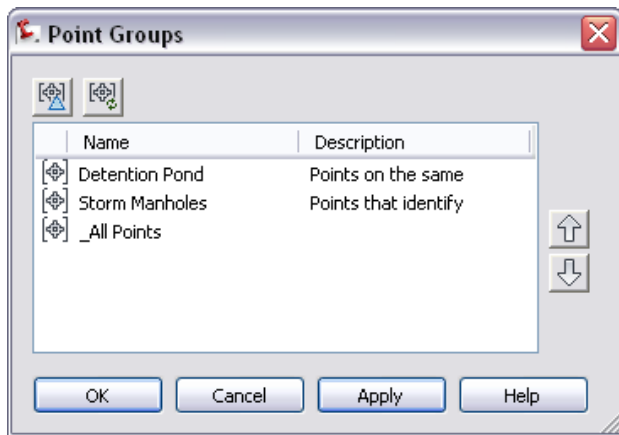 Point Groups
Name Description
Detention Pond Points on the same
Storm Manholes Points that identify
_All Points
OK Cancel Apply Help